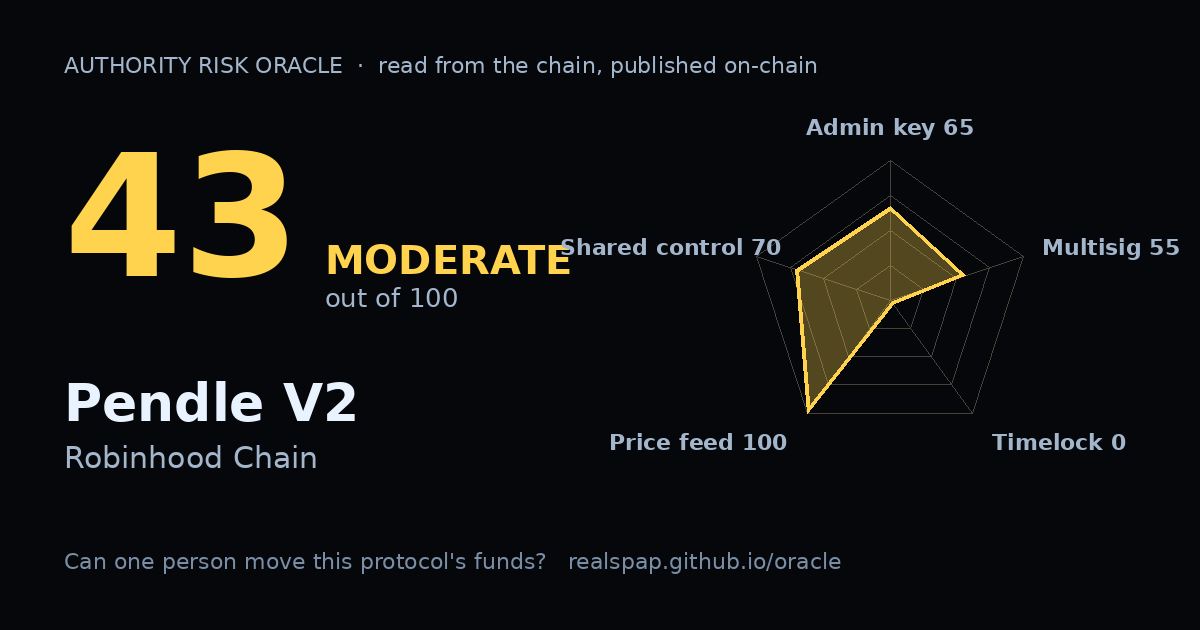 AUTHORITY RISK ORACLE · read from the chain, published on-chain
43
MODERATE
out of 100
Pendle V2
Robinhood Chain
Admin key 65
Shared control 70
Multisig 55
Price feed 100
Timelock 0
Can one person move this protocol's funds? realspap.github.io/oracle